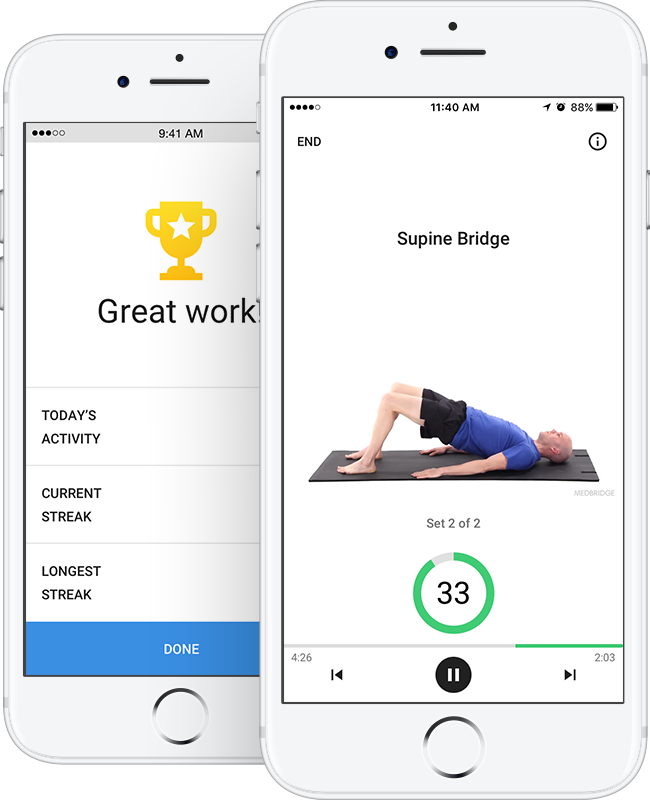 9:41 AM
Great work!
TODAY'S
ACTIVITY
CURRENT
STREAK
LONGEST
STREAK
DONE
11:40 AM
88%
END
Supine Bridge
MEDBRIDGE
Set 2 of 2
33
4:26
2:03